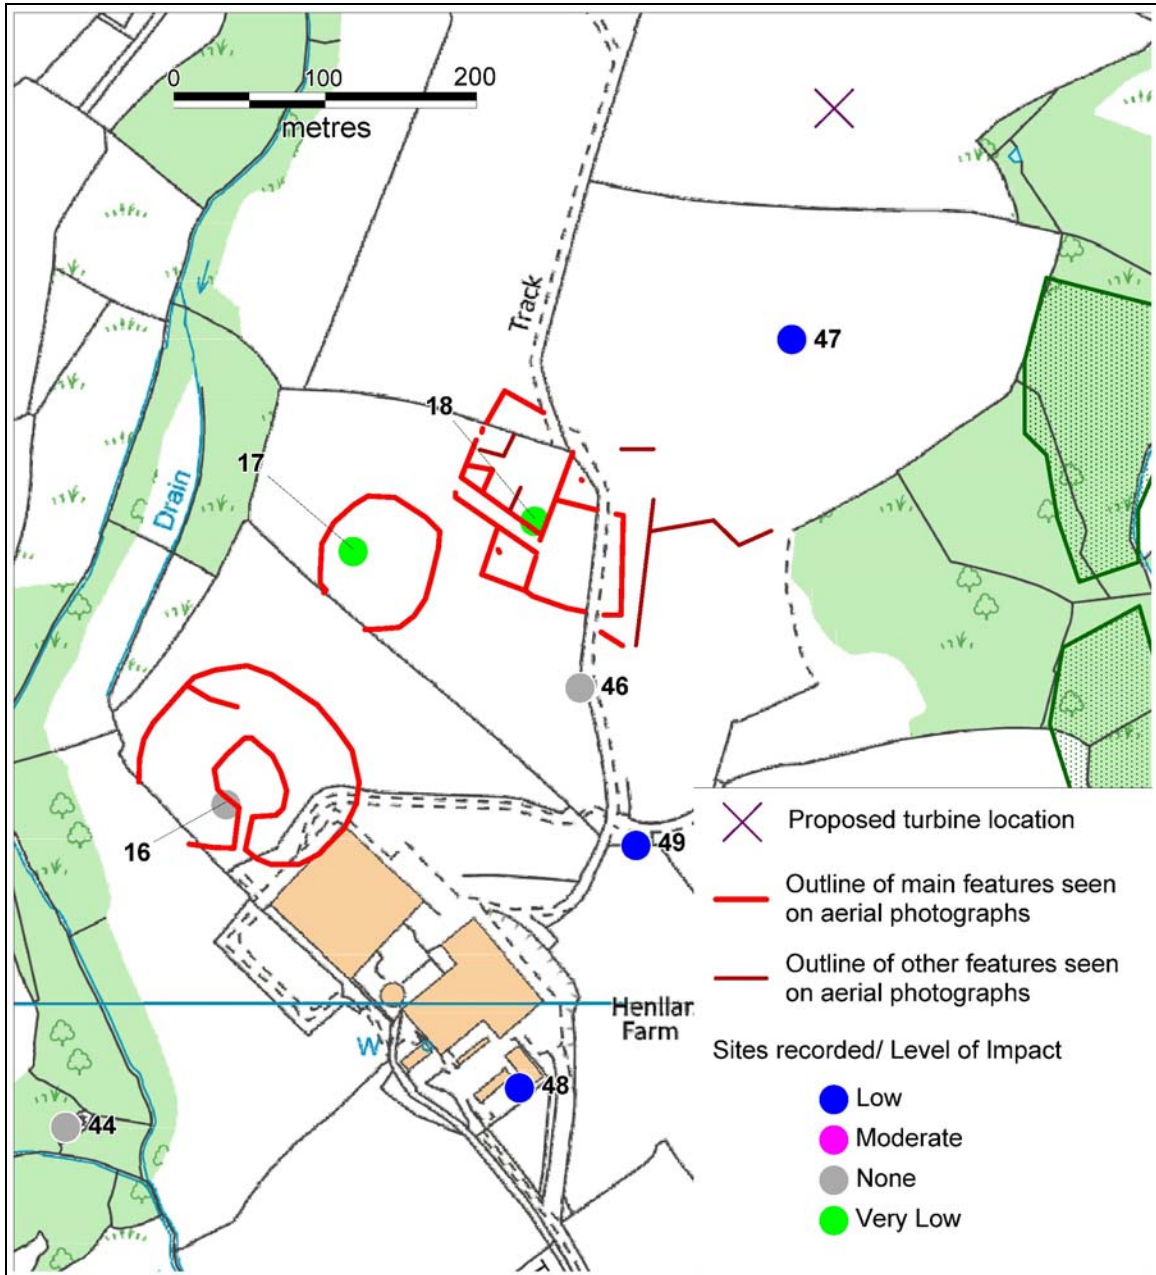 0 100 200
metres
Track
47
18
17
Drain
46
16
49
Henllar
Farm
W
48
44
Proposed turbine location
Outline of main features seen
on aerial photographs
Outline of other features seen
on aerial photographs
Sites recorded/ Level of Impact
Low
Moderate
None
Very Low